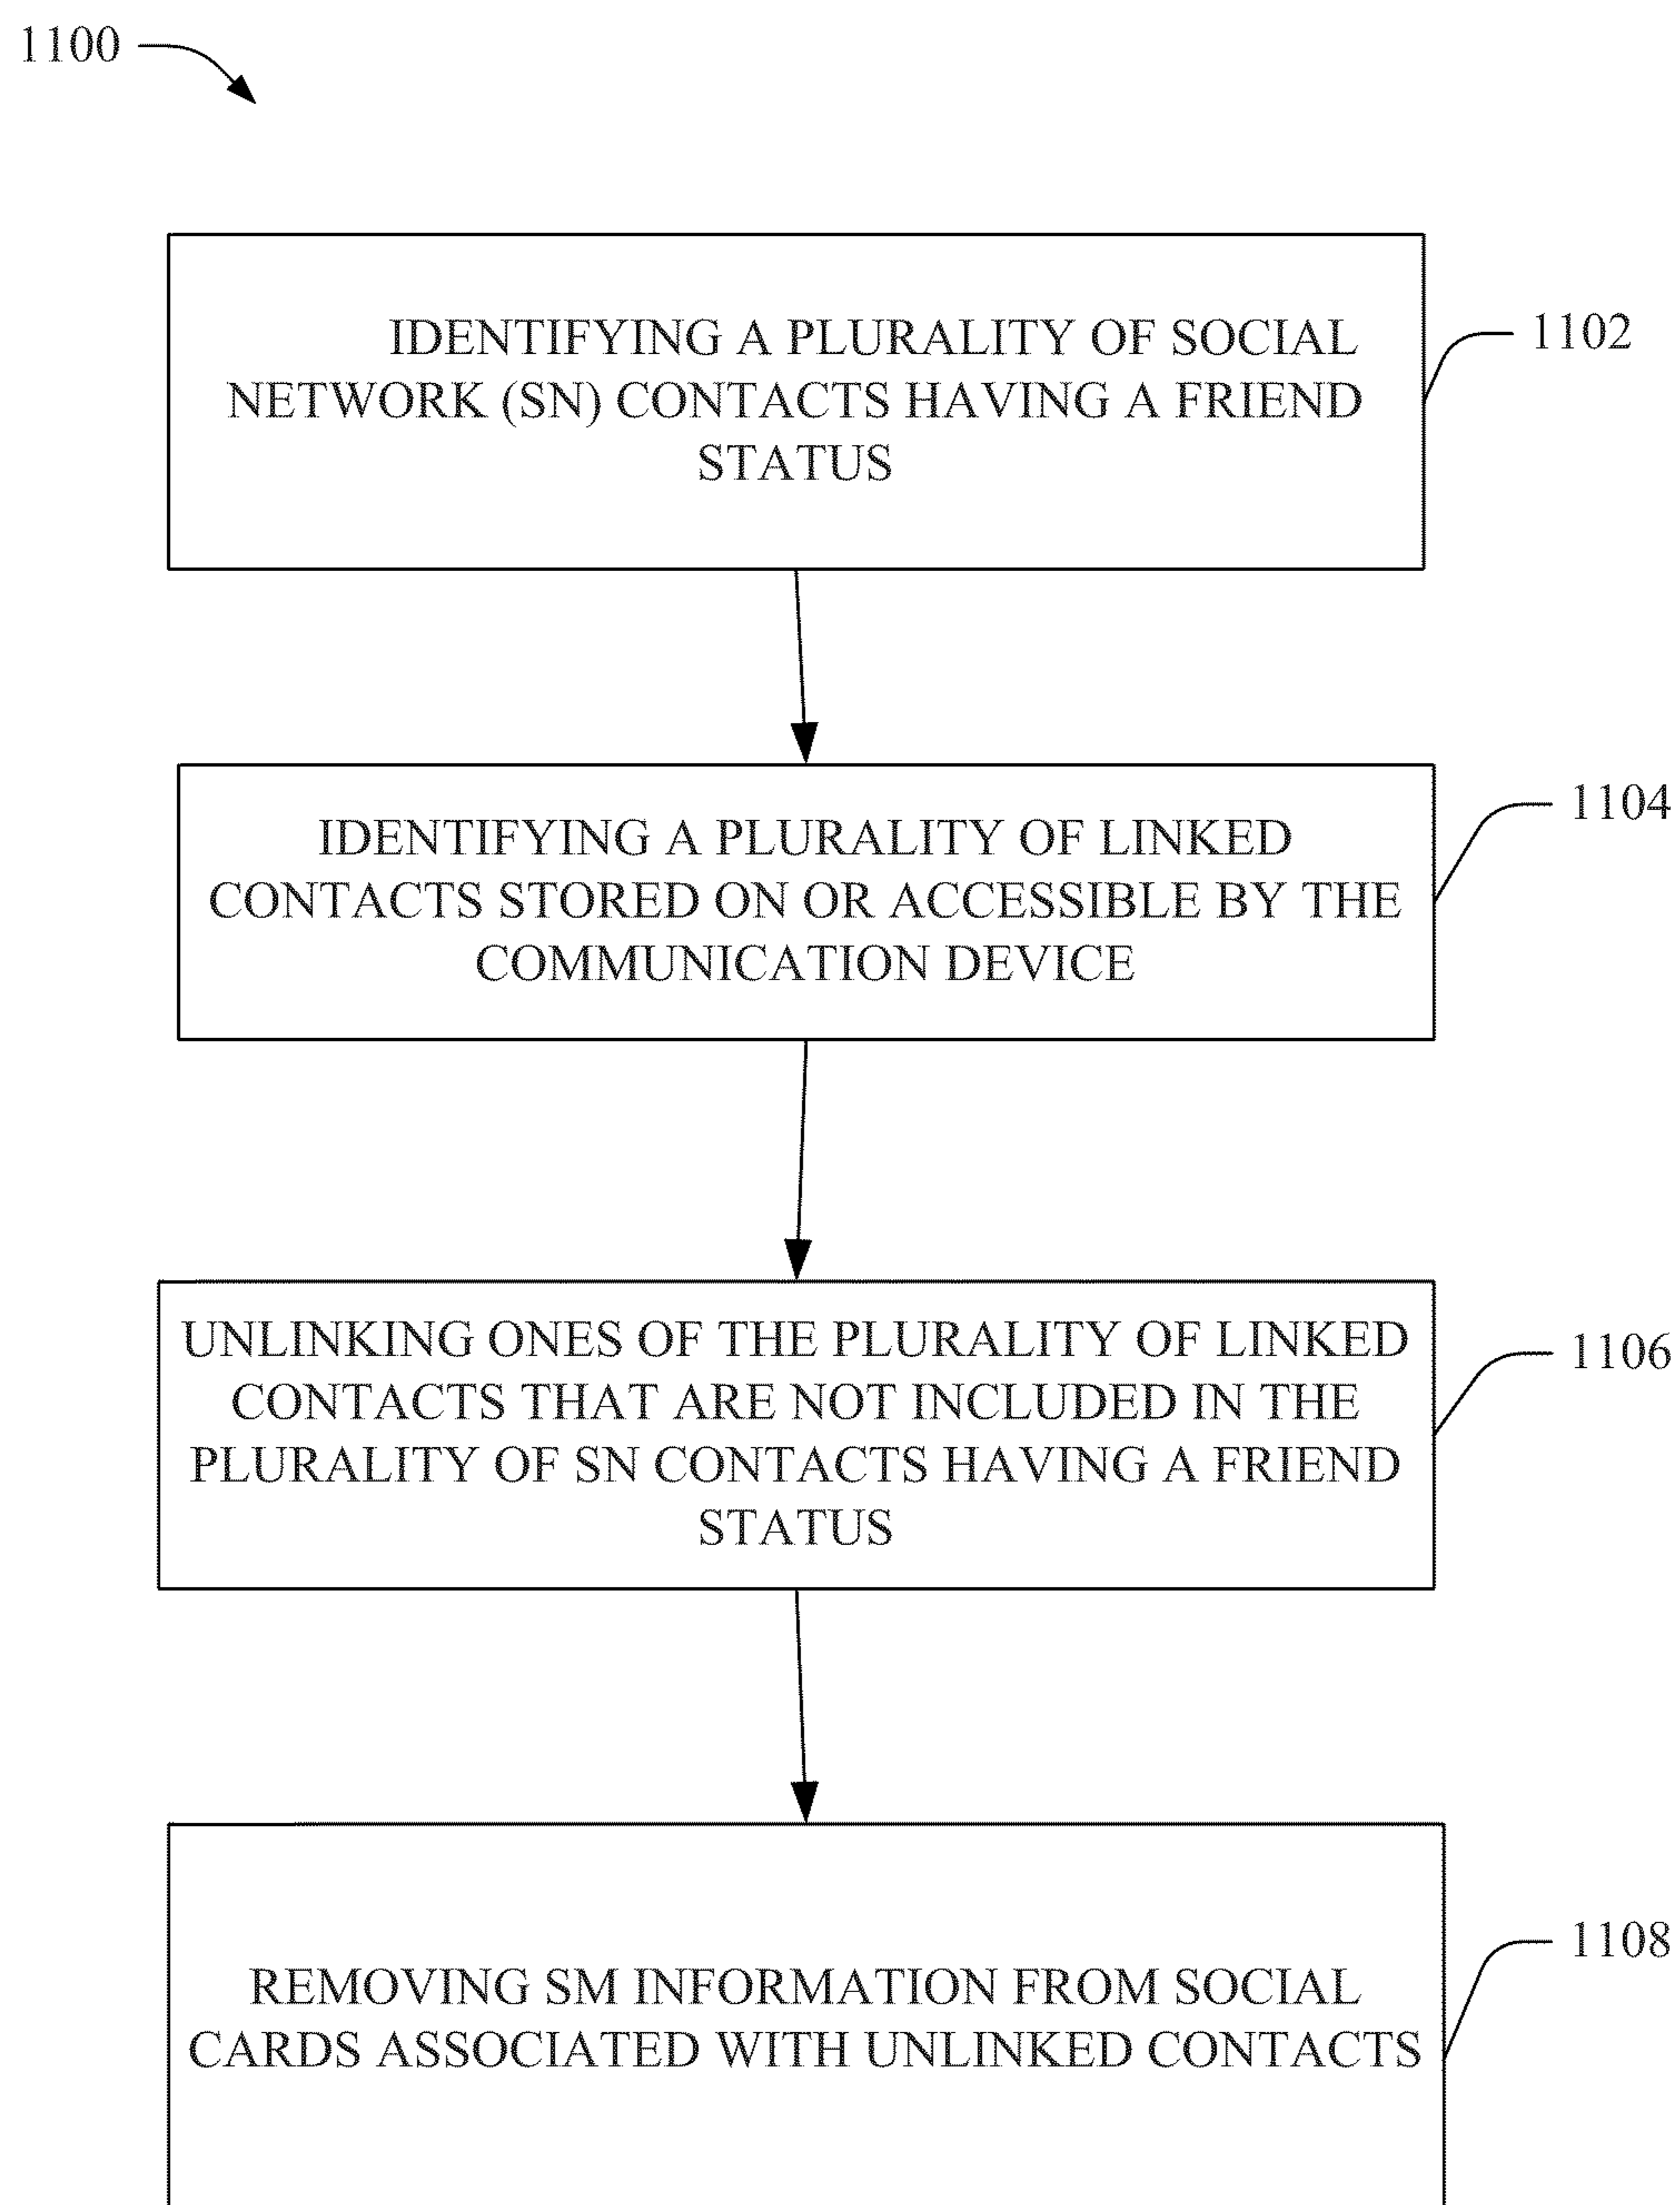 1100
IDENTIFYING A PLURALITY OF SOCIAL
NETWORK (SN) CONTACTS HAVING A FRIEND
STATUS
1102
IDENTIFYING A PLURALITY OF LINKED
CONTACTS STORED ON OR ACCESSIBLE BY THE
COMMUNICATION DEVICE
1104
UNLINKING ONES OF THE PLURALITY OF LINKED
CONTACTS THAT ARE NOT INCLUDED IN THE
PLURALITY OF SN CONTACTS HAVING A FRIEND
STATUS
1106
REMOVING SM INFORMATION FROM SOCIAL
CARDS ASSOCIATED WITH UNLINKED CONTACTS
1108